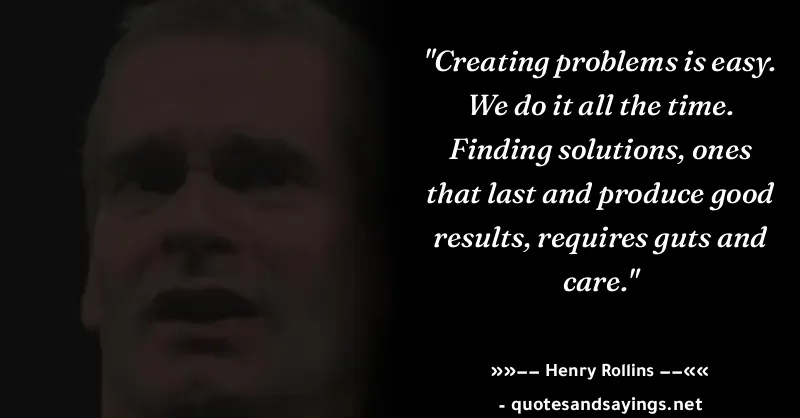 "Creating problems is easy.
We do it all the time.
Finding solutions, ones
that last and produce good
results, requires guts and
care."
»»−− Henry Rollins −−««
- quotesandsayings.net